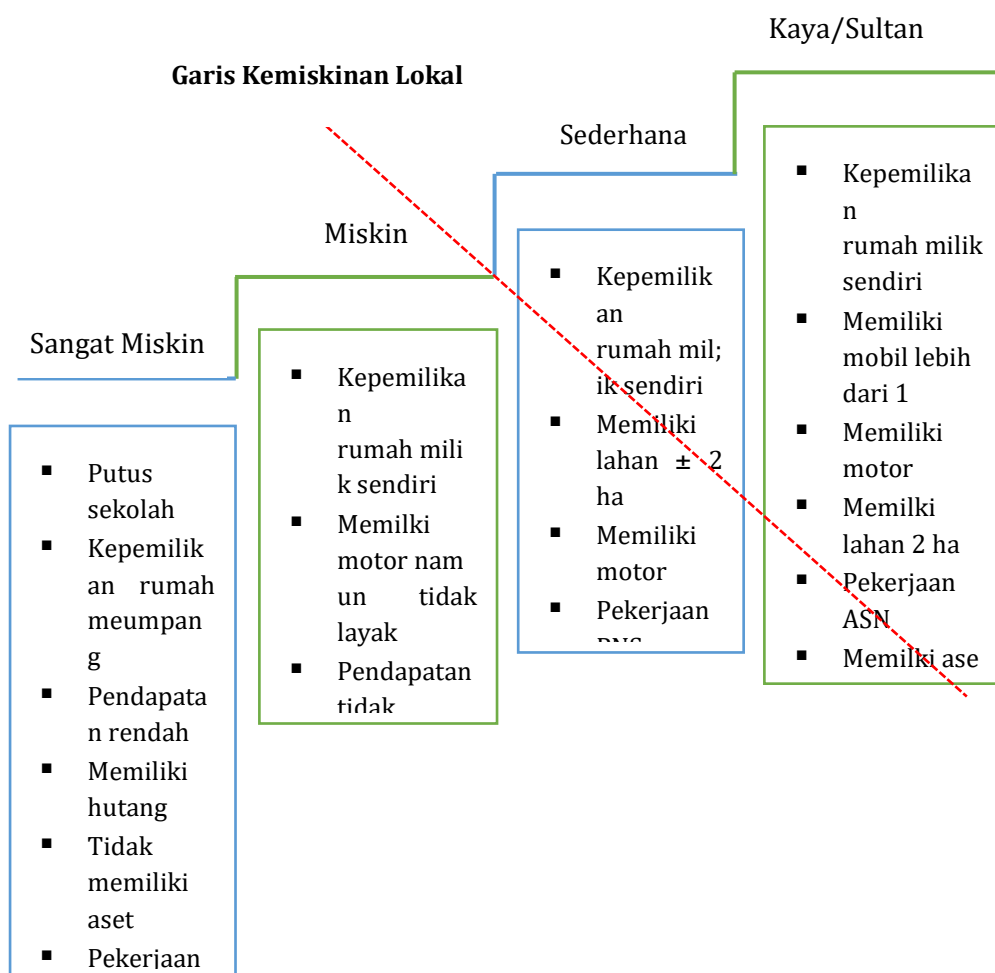 Kaya/Sultan
Garis Kemiskinan Lokal
Sederhana
Miskin
Sangat Miskin
▪ Putus
sekolah
▪ Kepemilik
an rumah
meumpan
g
▪ Pendapata
n rendah
▪ Memiliki
hutang
▪ Tidak
memiliki
aset
▪ Pekerjaan
▪ Kepemilika
n
rumah mili
k sendiri
▪ Memilki
motor nam
un tidak
layak
▪ Pendapatan
tidak
▪ Kepemilik
an
rumah mil;
ik sendiri
▪ Memiliki
lahan ± 2
ha
▪ Memiliki
motor
▪ Pekerjaan
PNS
▪ Kepemilika
n
rumah milik
sendiri
▪ Memiliki
mobil lebih
dari 1
▪ Memiliki
motor
▪ Memilki
lahan 2 ha
▪ Pekerjaan
ASN
▪ Memilki ase